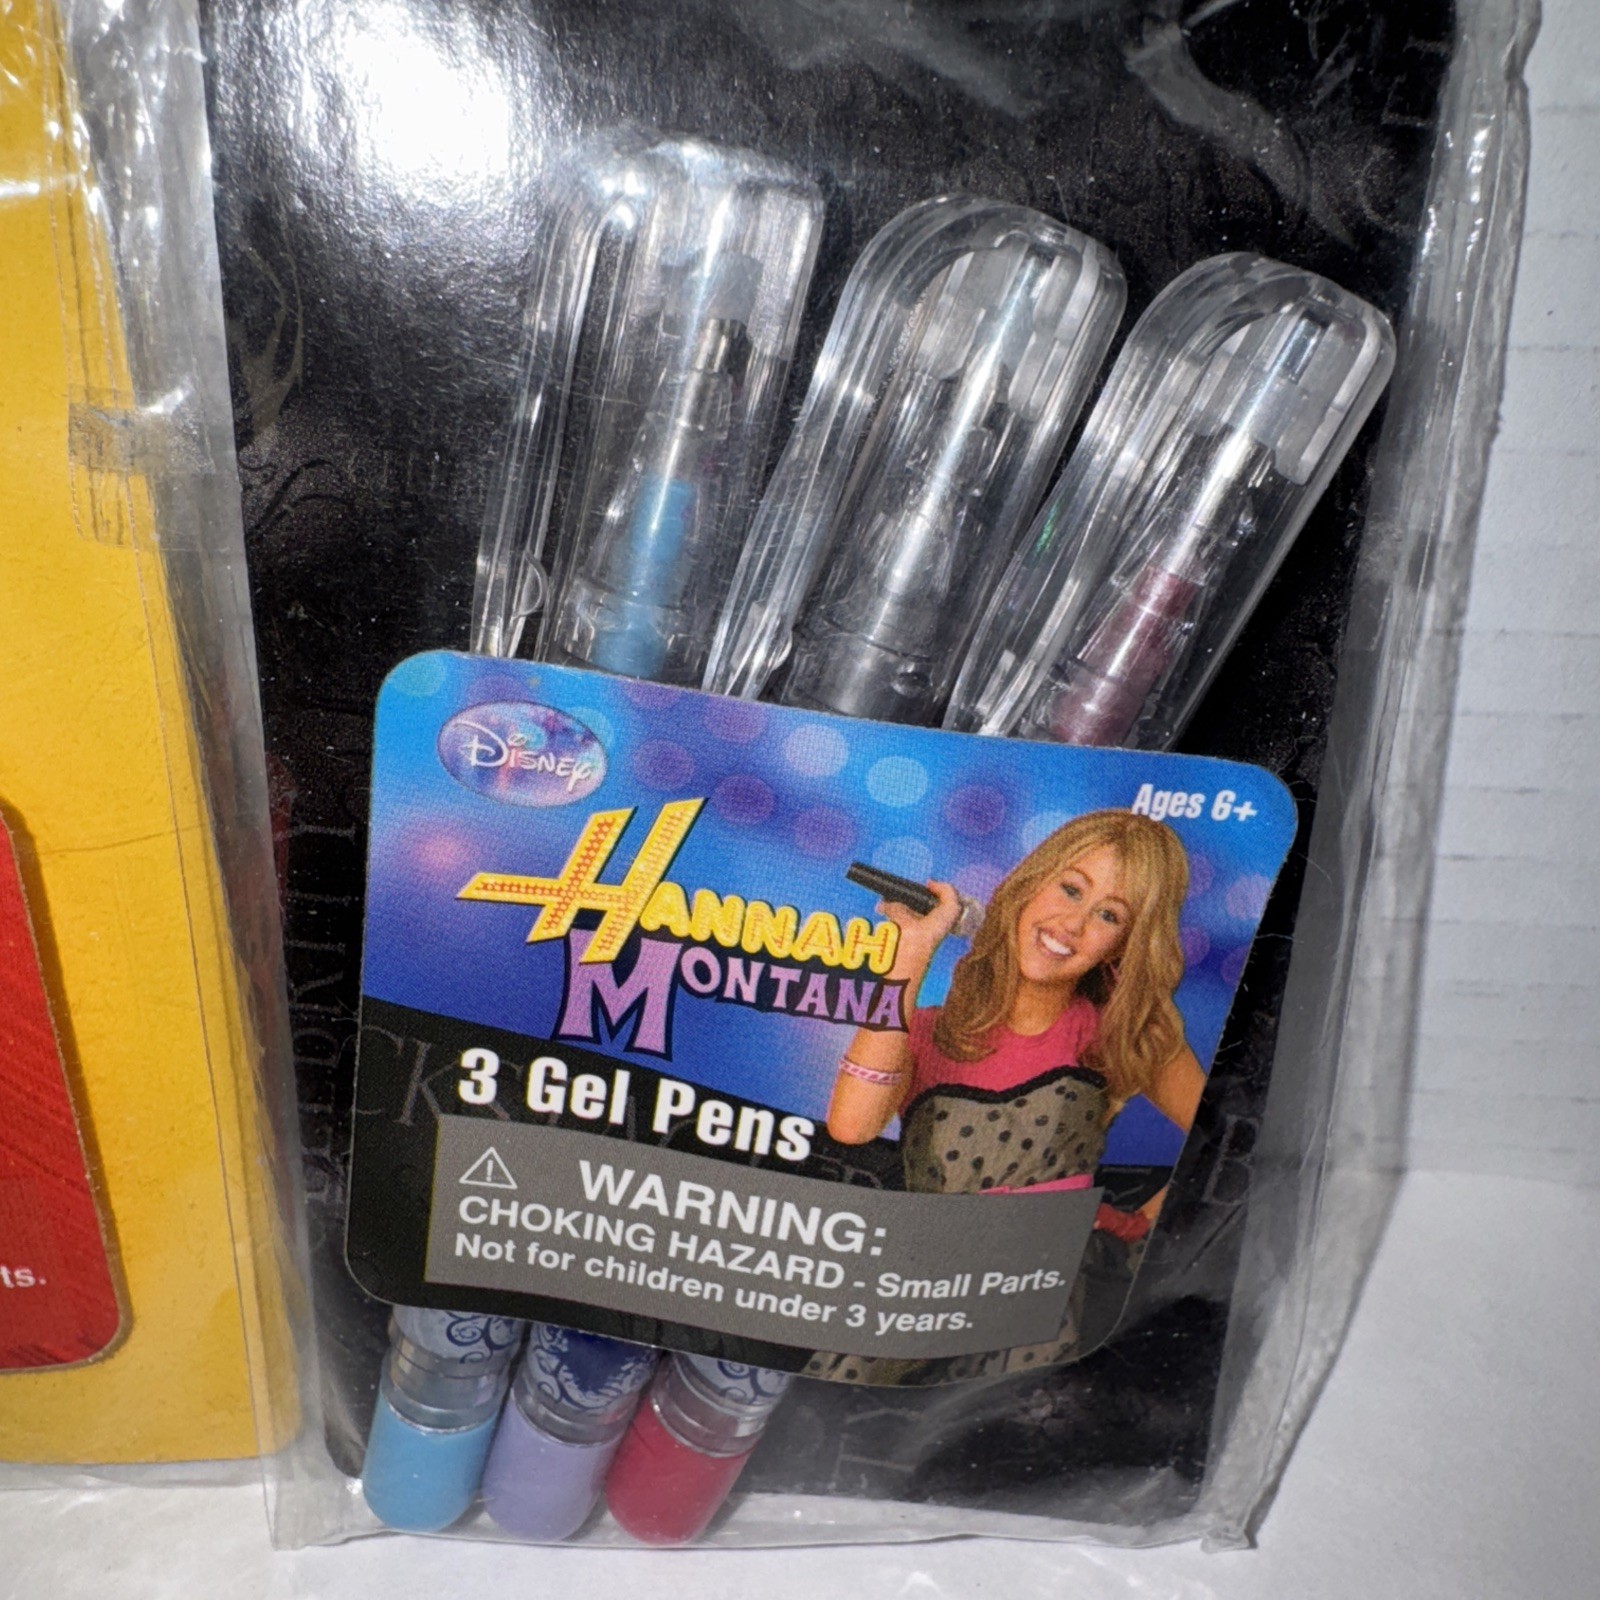 Disney
Ages 6+
HANNAH
MONTANA
3 Gel Pens
WARNING:
CHOKING HAZARD - Small Parts.
Not for children under 3 years.
ts.